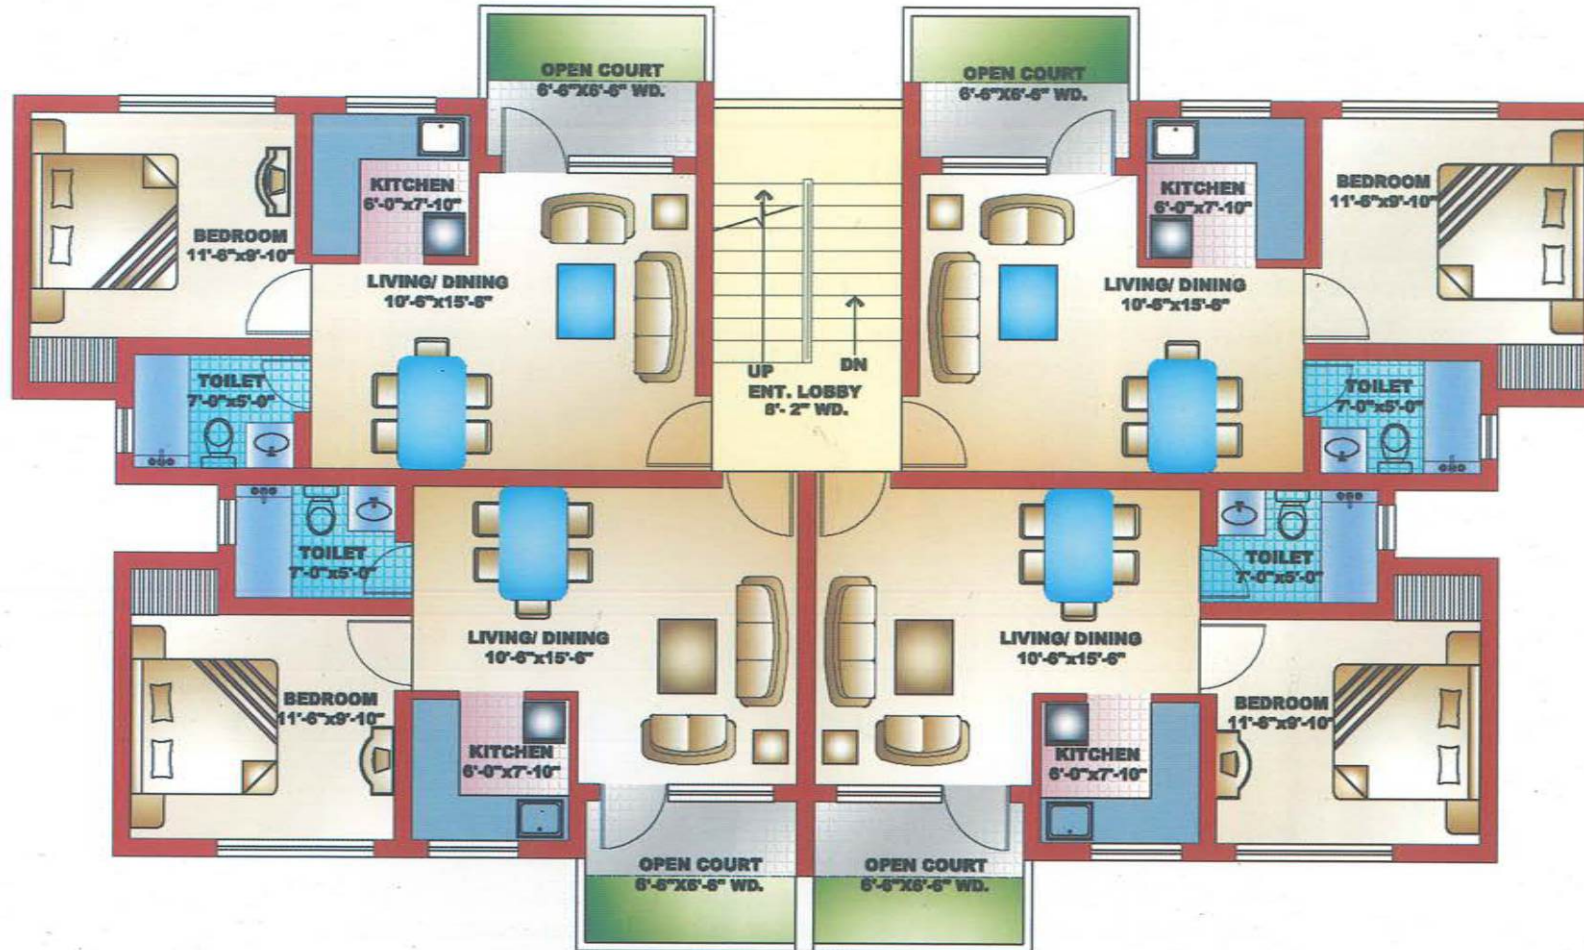 OPEN COURT
6'-6"X6'-6" WD.
OPEN COURT
6'-6"X6'-6" WD.
KITCHEN
6'-0"x7'-10"
BEDROOM
11'-6"x9'-10"
LIVING/ DINING
10'-6"x15'-6"
KITCHEN
6'-0"x7'-10"
BEDROOM
11'-6"x9'-10"
LIVING/ DINING
10'-6"x15'-6"
TOILET
7'-0"x5'-0"
UP
DN
ENT. LOBBY
8'- 2" WD.
TOILET
7'-0"x5'-0"
TOILET
7'-0"x5'-0"
TOILET
7'-0"x5'-0"
LIVING/ DINING
10'-6"x15'-6"
LIVING/ DINING
10'-6"x15'-6"
BEDROOM
11'-6"x9'-10"
KITCHEN
6'-0"x7'-10"
KITCHEN
6'-0"x7'-10"
BEDROOM
11'-6"x9'-10"
OPEN COURT
6'-6"X6'-6" WD.
OPEN COURT
6'-6"X6'-6" WD.